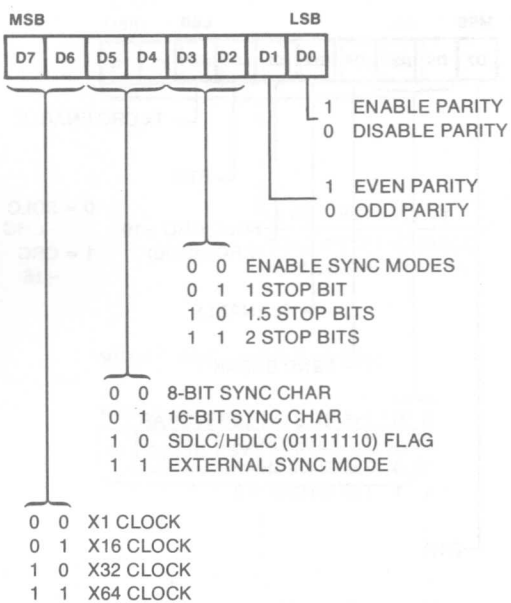 MSB LSB
D7 D6 D5 D4 D3 D2 D1 D0
1 ENABLE PARITY
0 DISABLE PARITY
1 EVEN PARITY
0 ODD PARITY
0 0 ENABLE SYNC MODES
0 1 1 STOP BIT
1 0 1.5 STOP BITS
1 1 2 STOP BITS
0 0 8-BIT SYNC CHAR
0 1 16-BIT SYNC CHAR
1 0 SDLC/HDLC (01111110) FLAG
1 1 EXTERNAL SYNC MODE
0 0 X1 CLOCK
0 1 X16 CLOCK
1 0 X32 CLOCK
1 1 X64 CLOCK